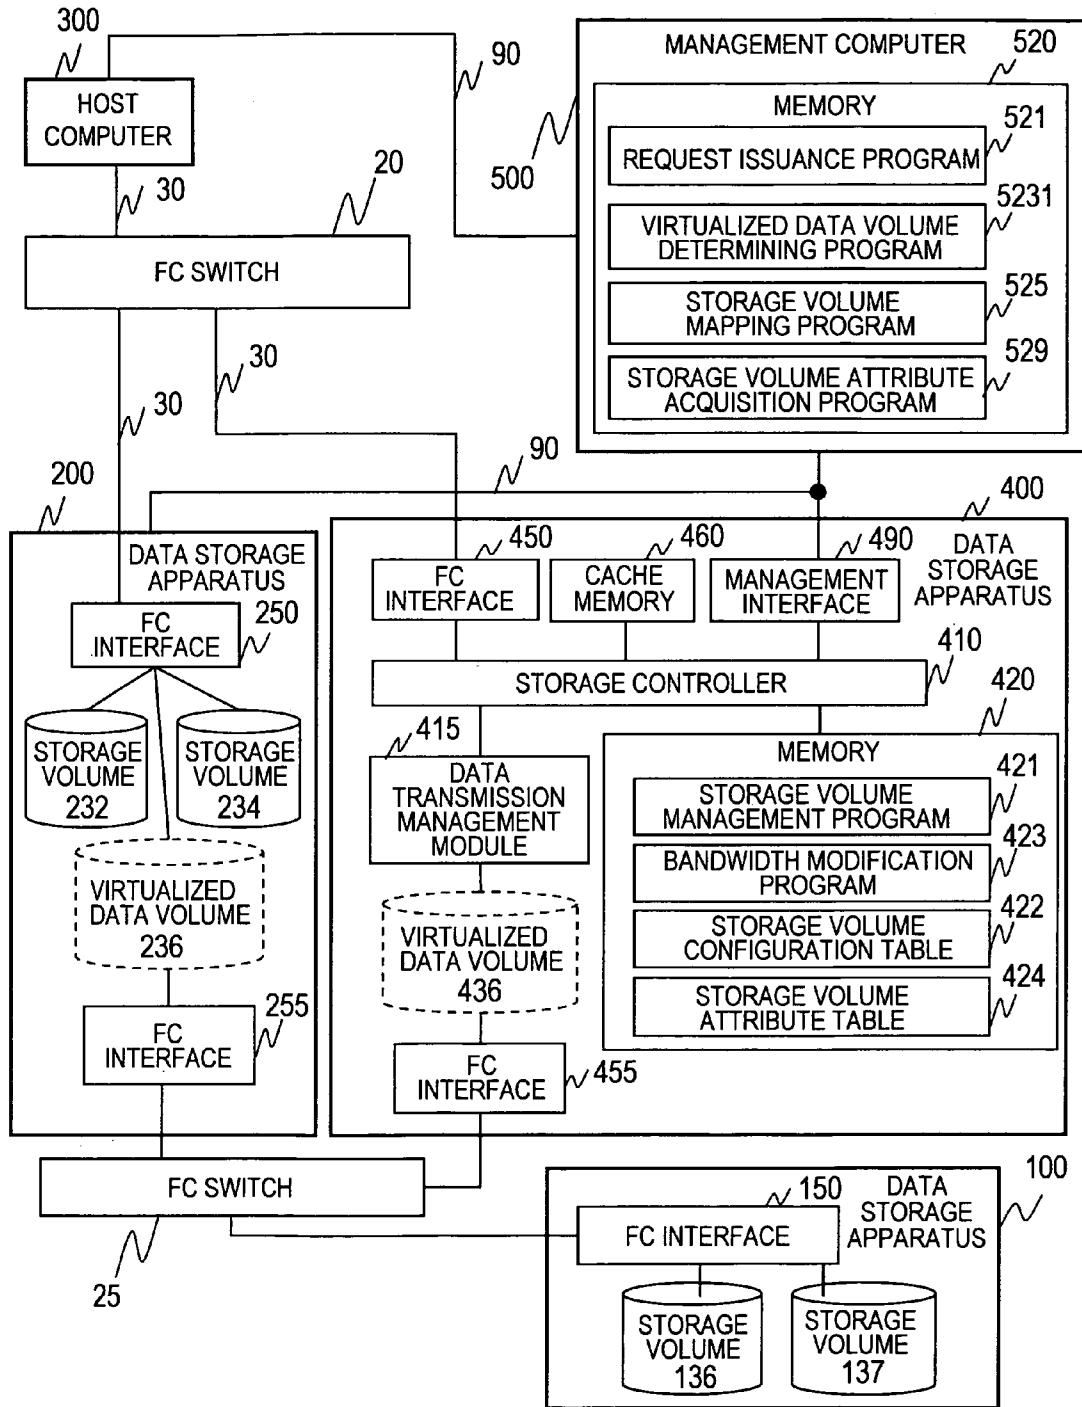 300
HOST
COMPUTER
90
MANAGEMENT COMPUTER
520
MEMORY
521
REQUEST ISSUANCE PROGRAM
500
5231
VIRTUALIZED DATA VOLUME
DETERMINING PROGRAM
525
STORAGE VOLUME
MAPPING PROGRAM
529
STORAGE VOLUME ATTRIBUTE
ACQUISITION PROGRAM
30
20
FC SWITCH
30
30
90
200
DATA STORAGE
APPARATUS
FC
INTERFACE
250
STORAGE
VOLUME
232
STORAGE
VOLUME
234
VIRTUALIZED
DATA VOLUME
236
FC
INTERFACE
255
400
DATA
STORAGE
APPARATUS
450
FC
INTERFACE
460
CACHE
MEMORY
490
MANAGEMENT
INTERFACE
410
STORAGE CONTROLLER
415
DATA
TRANSMISSION
MANAGEMENT
MODULE
420
MEMORY
421
STORAGE VOLUME
MANAGEMENT PROGRAM
423
BANDWIDTH MODIFICATION
PROGRAM
422
STORAGE VOLUME
CONFIGURATION TABLE
424
STORAGE VOLUME
ATTRIBUTE TABLE
VIRTUALIZED
DATA VOLUME
436
FC
INTERFACE
455
FC SWITCH
25
100
DATA
STORAGE
APPARATUS
150
FC INTERFACE
STORAGE
VOLUME
136
STORAGE
VOLUME
137